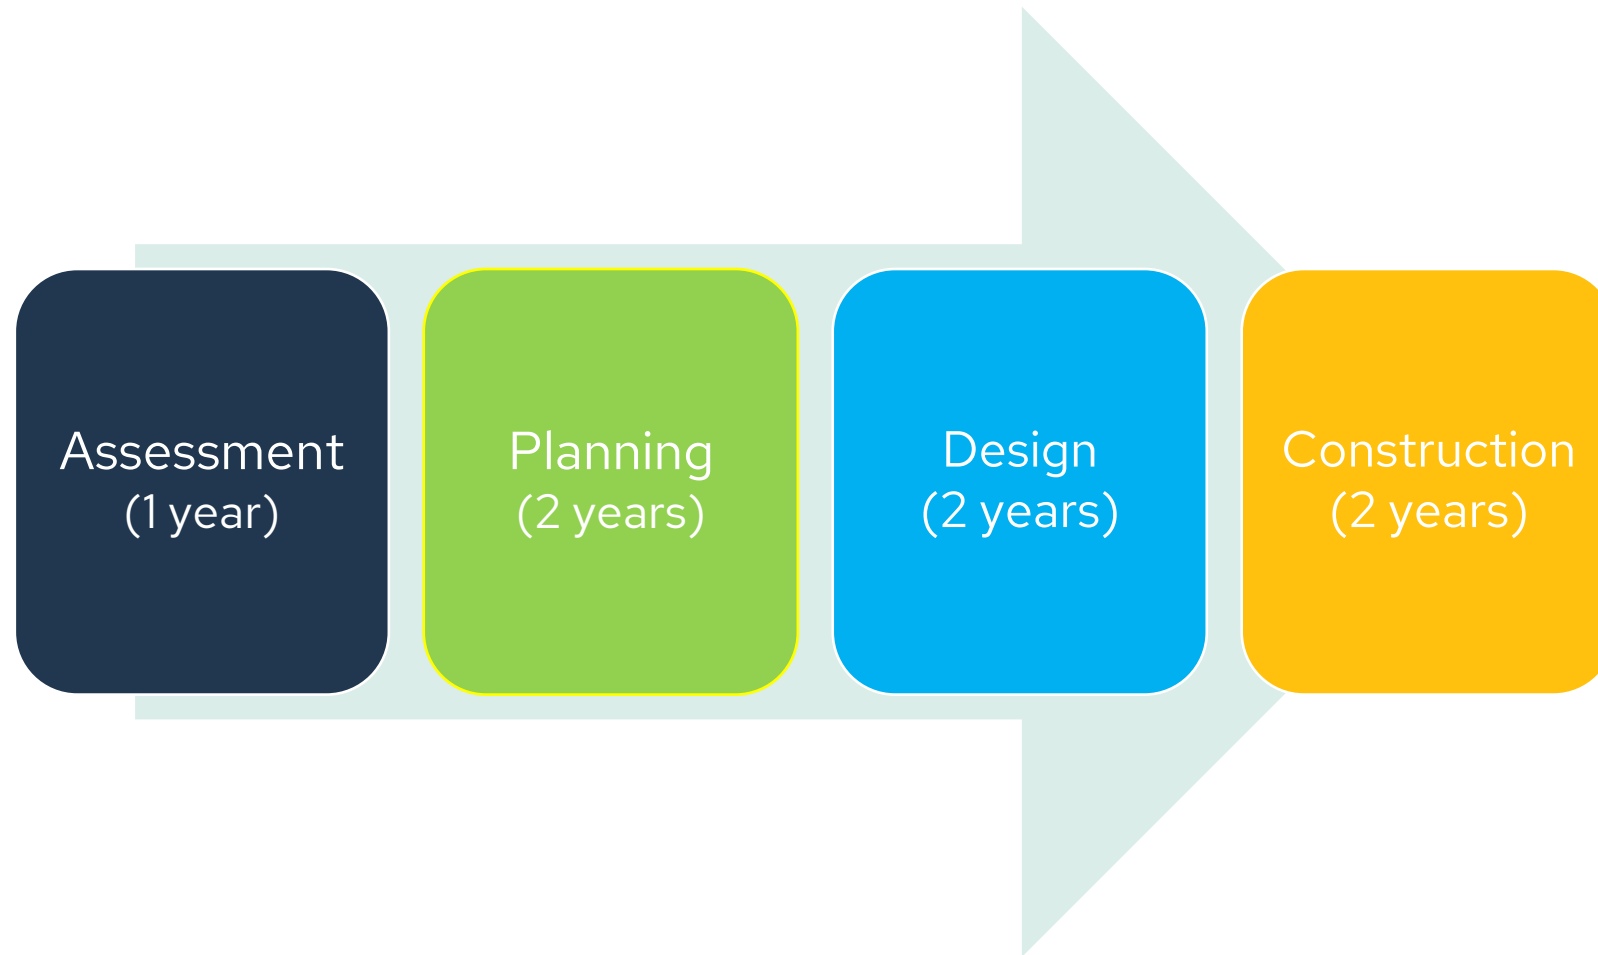 Assessment
(1 year)
Planning
(2 years)
Design
(2 years)
Construction
(2 years)